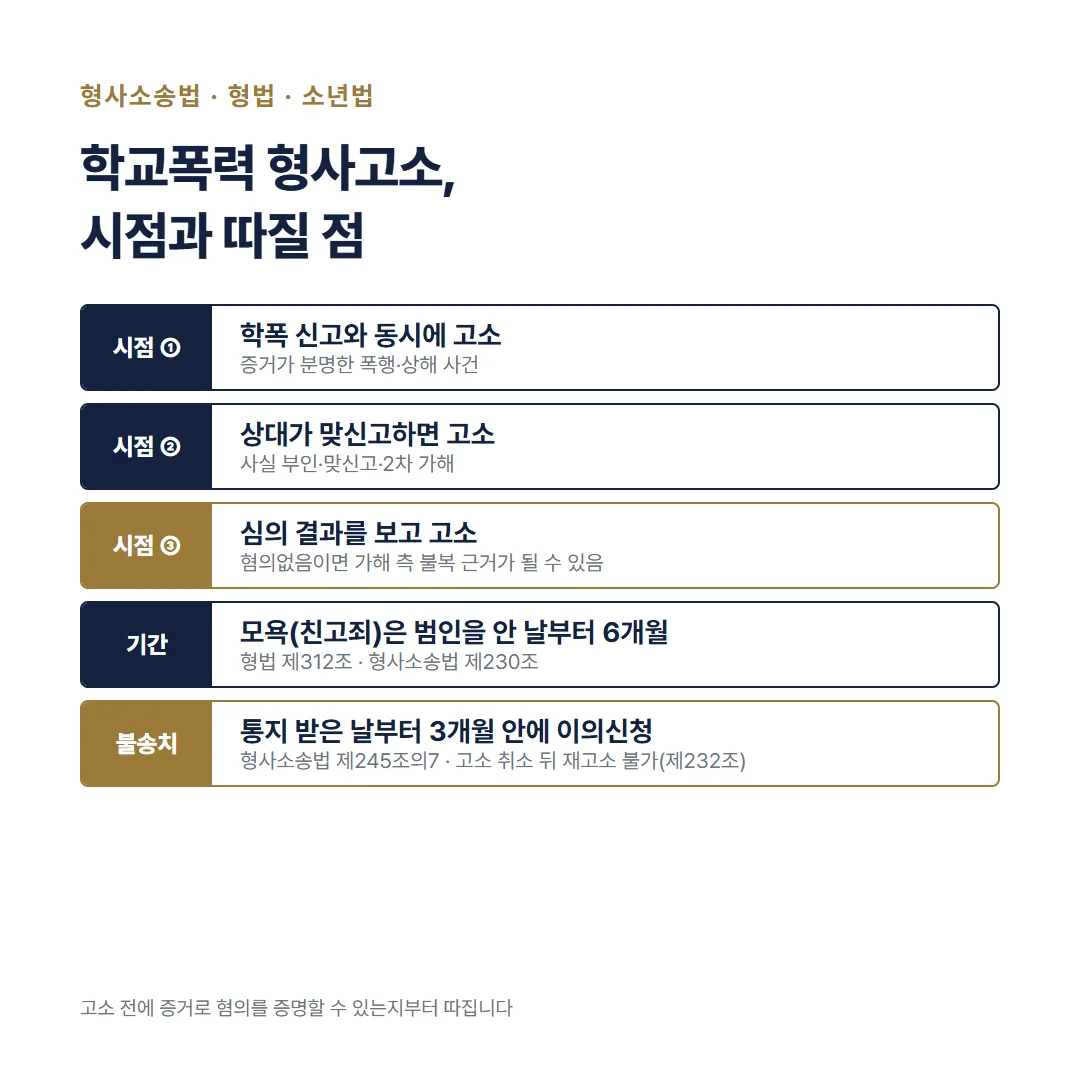 형사소송법 · 형법 · 소년법
학교폭력 형사고소,
시점과 따질 점
시점 ①
학폭 신고와 동시에 고소
증거가 분명한 폭행·상해 사건
시점 ②
상대가 맞신고하면 고소
사실 부인·맞신고·2차 가해
시점 ③
심의 결과를 보고 고소
혐의없음이면 가해 측 불복 근거가 될 수 있음
기간
모욕(친고죄)은 범인을 안 날부터 6개월
형법 제312조 · 형사소송법 제230조
불송치
통지 받은 날부터 3개월 안에 이의신청
형사소송법 제245조의7 · 고소 취소 뒤 재고소 불가(제232조)
고소 전에 증거로 혐의를 증명할 수 있는지부터 따집니다